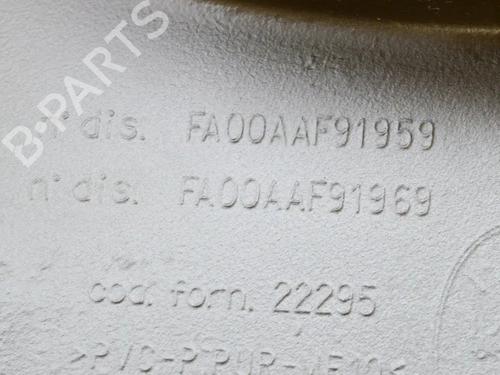 B-PARTS
n° dis. FA00AAF91959
n° dis. FA00AAF91969
cod. forn. 22295